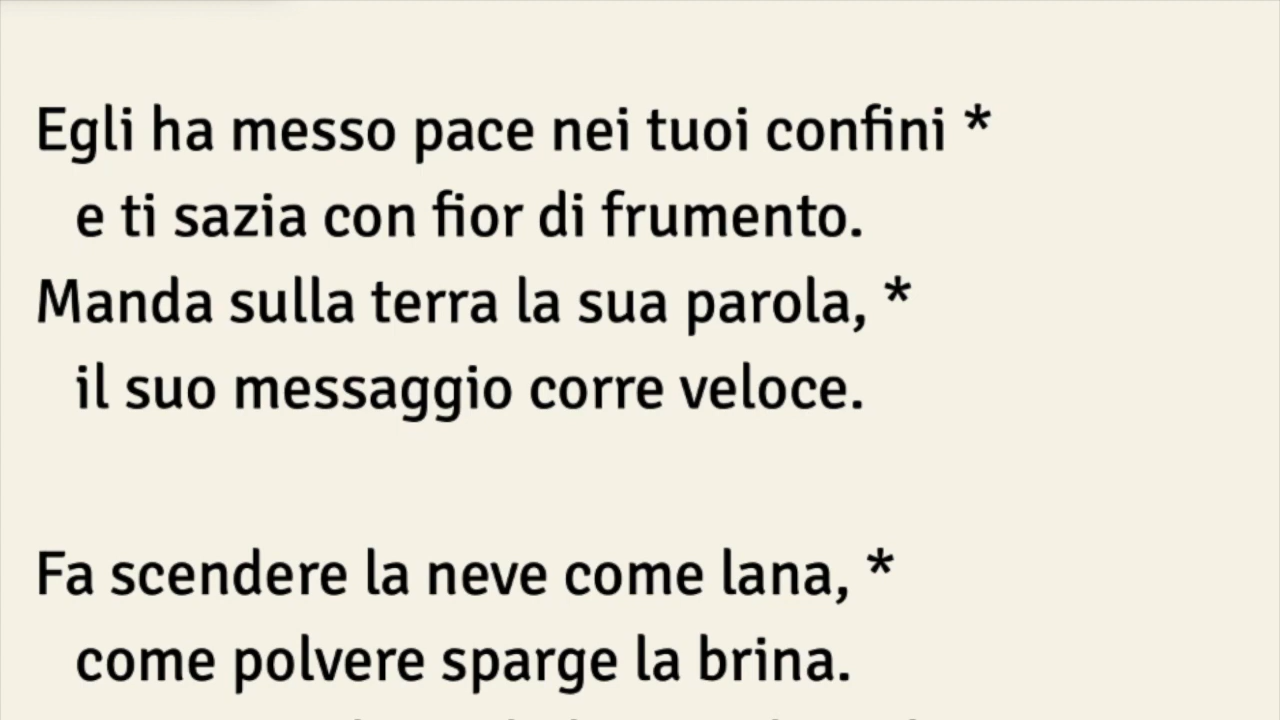 Egli ha messo pace nei tuoi confini *
e ti sazia con fior di frumento.
Manda sulla terra la sua parola, *
il suo messaggio corre veloce.
Fa scendere la neve come lana, *
come polvere sparge la brina.